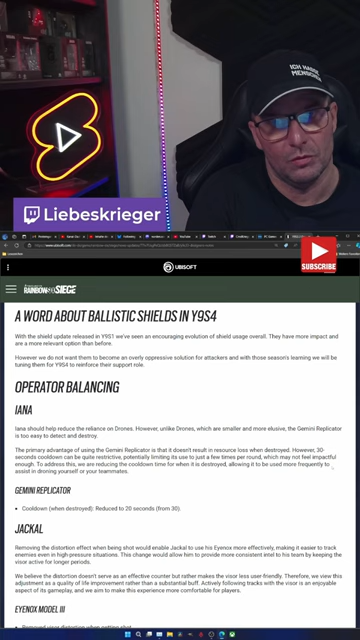 ICH HASSE
MENSCHEN
Liebeskrieger
SUBSCRIBE
UBISOFT
RAINBOW SIX SIEGE
A WORD ABOUT BALLISTIC SHIELDS IN Y9S4
With the shield update released in Y9S1 we've seen an encouraging evolution of shield usage overall. They have more impact and
are a more relevant option than before.
However we do not want them to become an overly oppressive solution for attackers and with those season's learning we will be
tuning them for Y9S4 to reinforce their support role.
OPERATOR BALANCING
IANA
Iana should help reduce the reliance on Drones. However, unlike Drones, which are smaller and more elusive, the Gemini Replicator
is too easy to detect and destroy.
The primary advantage of using the Gemini Replicator is that it doesn't result in resource loss when destroyed. However, 30-
seconds cooldown can be quite restrictive, potentially limiting its use to just a few times per round, which may not feel impactful
enough. To address this, we are reducing the cooldown time for when it is destroyed, allowing it to be used more frequently to
assist in droning yourself or your teammates.
GEMINI REPLICATOR
Cooldown (when destroyed): Reduced to 20 seconds (from 30).
JACKAL
Removing the distortion effect when being shot would enable Jackal to use his Eyenox more effectively, making it easier to track
enemies even in high pressure situations. This change would allow him to provide more consistent intel to his team by keeping the
visor active for longer periods.
We believe the distortion doesn't serve as an effective counter but rather makes the visor less user-friendly. Therefore, we view this
adjustment as a quality of life improvement rather than a substantial buff. Actively following tracks with the visor is an enjoyable
aspect of its gameplay, and we aim to make this experience more comfortable for players.
EYENOX MODEL III
Removed visor distortion when getting shot